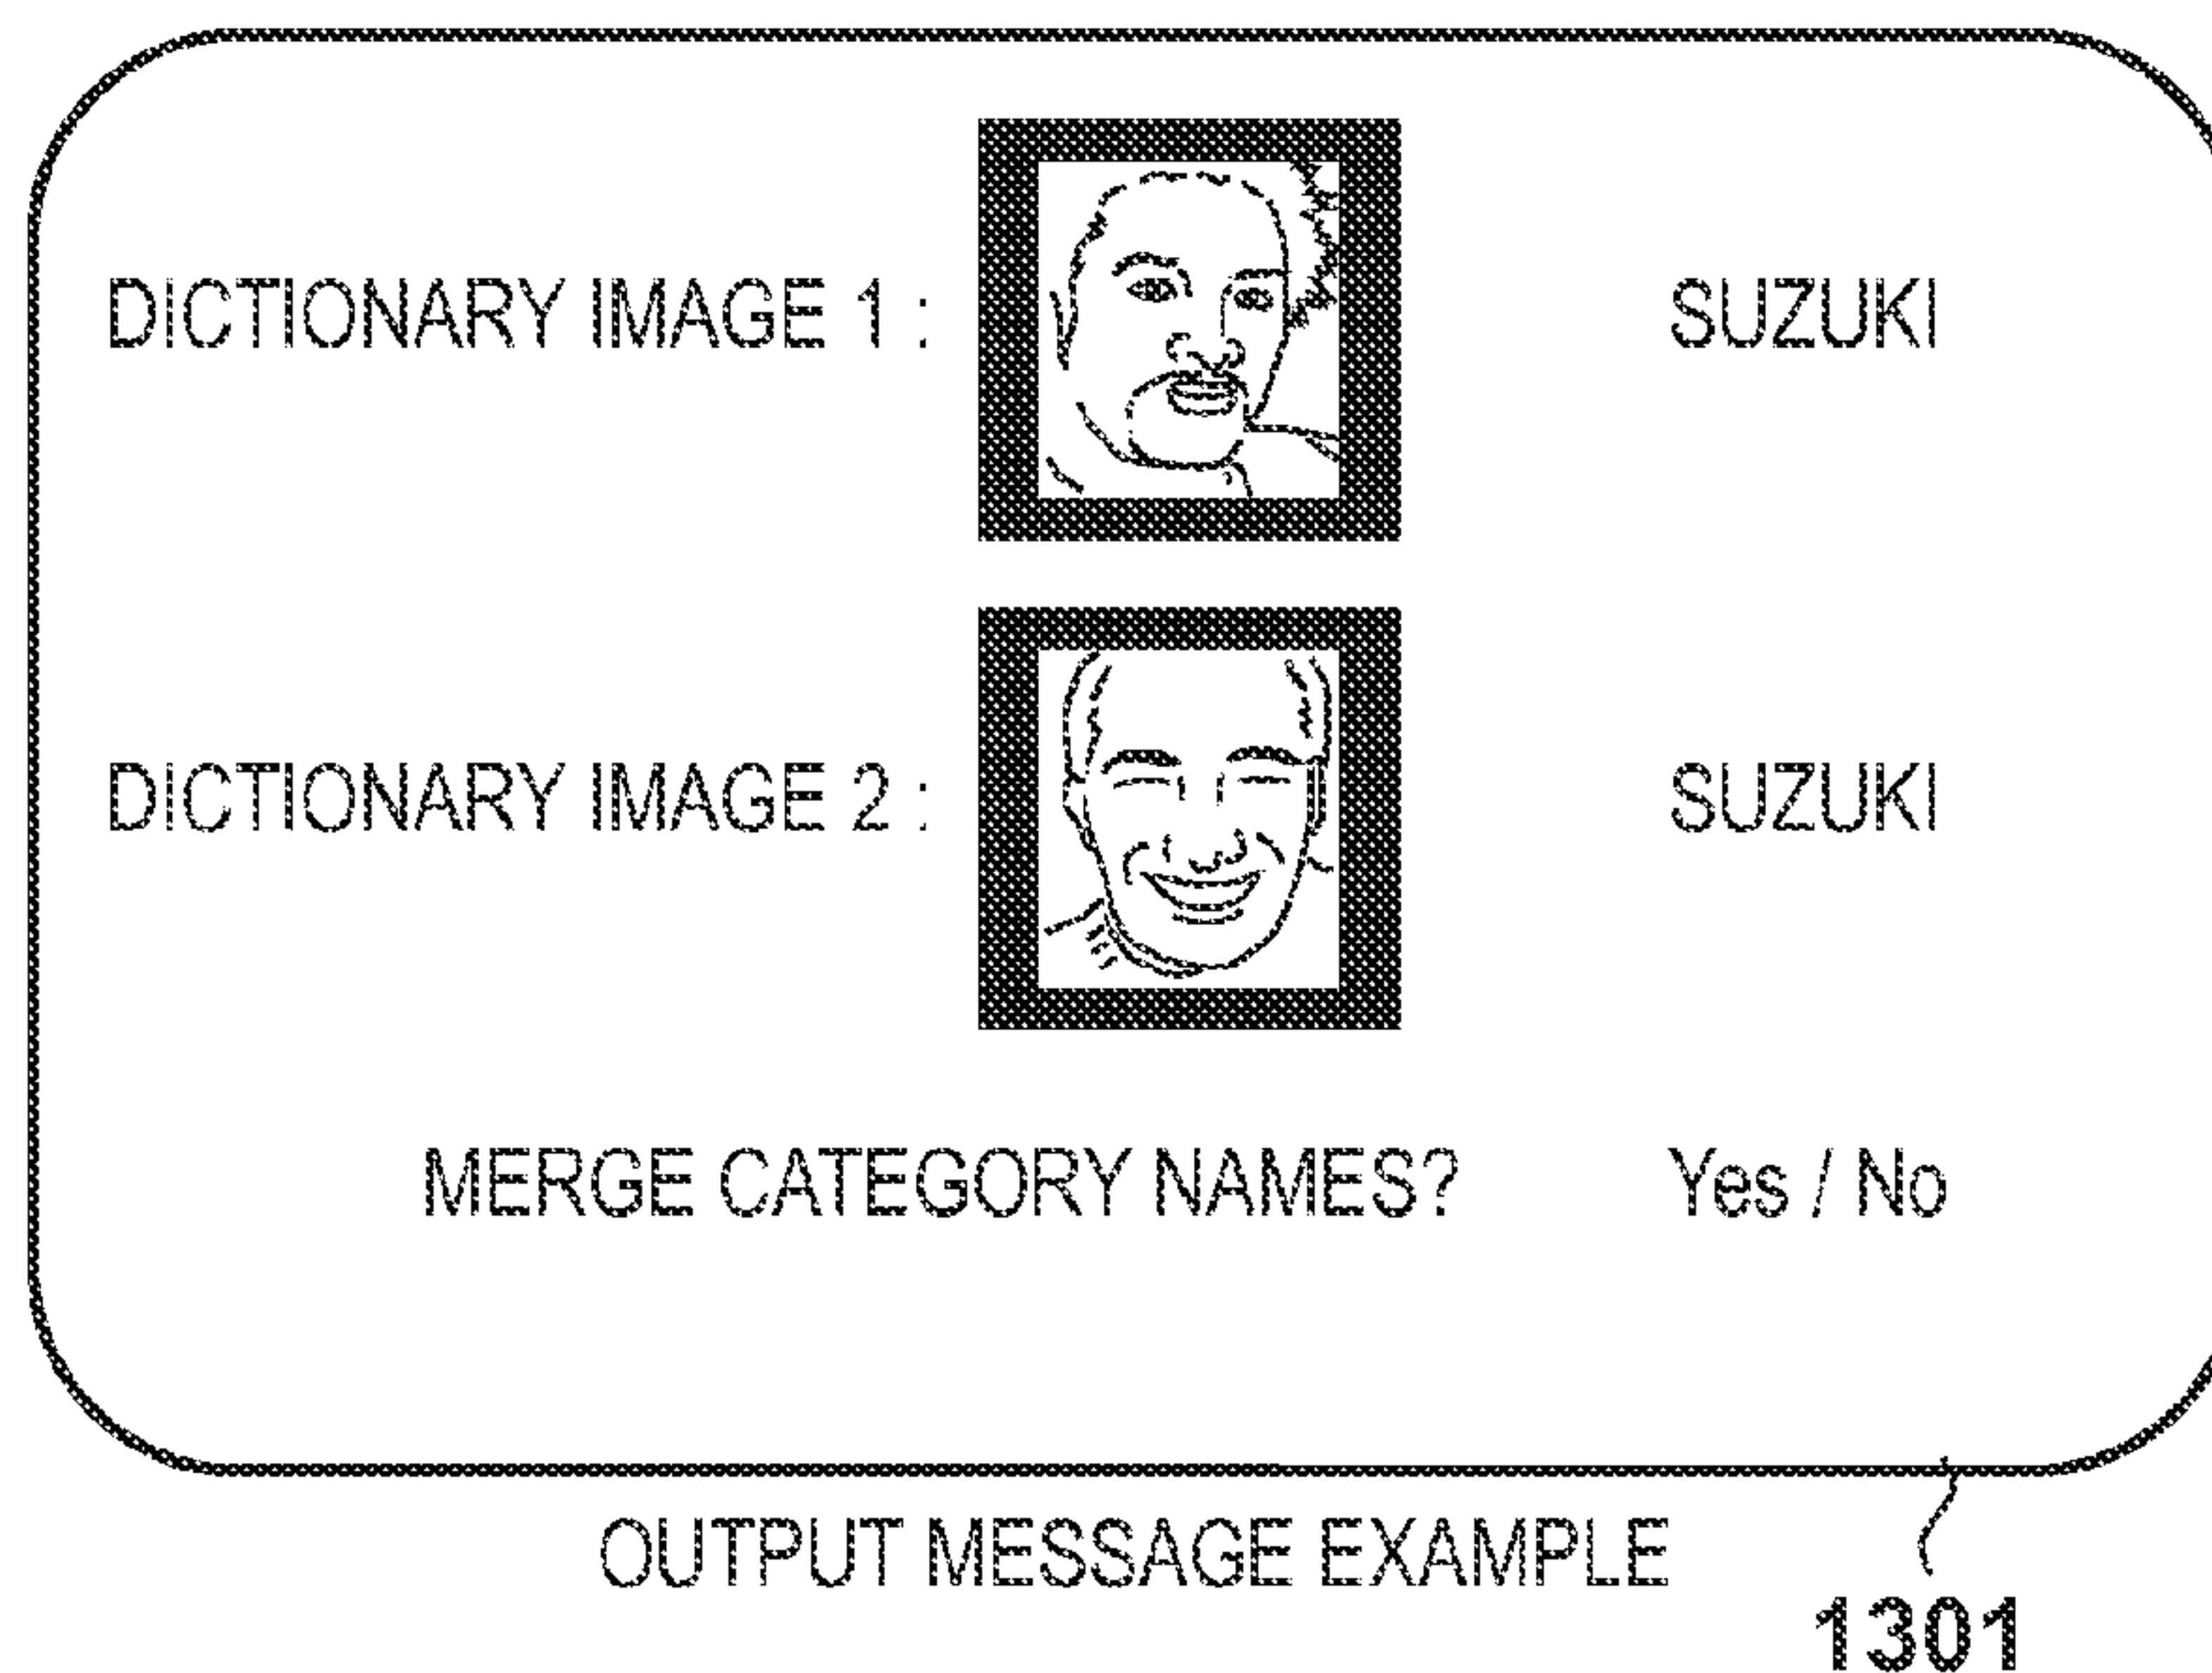 DICTIONARY IMAGE 1 : SUZUKI
DICTIONARY IMAGE 2 : SUZUKI
MERGE CATEGORY NAMES? Yes / No
OUTPUT MESSAGE EXAMPLE
1301